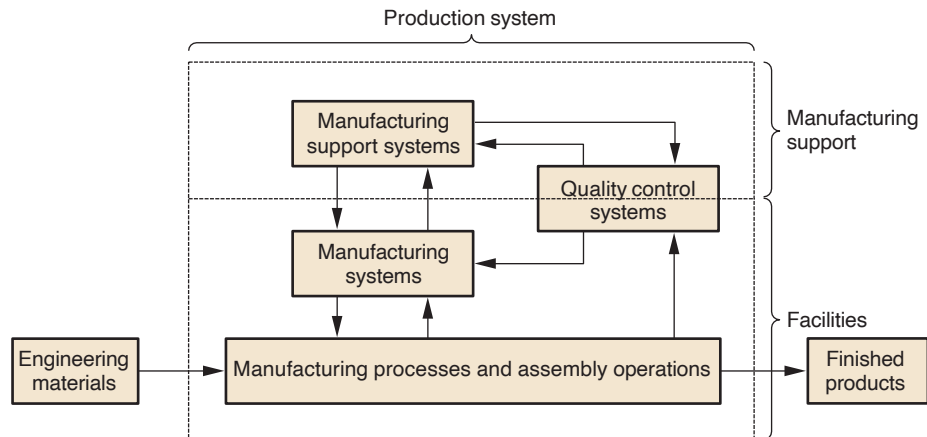 Production system
Manufacturing
support systems
Manufacturing
support
Quality control
systems
Manufacturing
systems
Facilities
Engineering
materials
Manufacturing processes and assembly operations
Finished
products